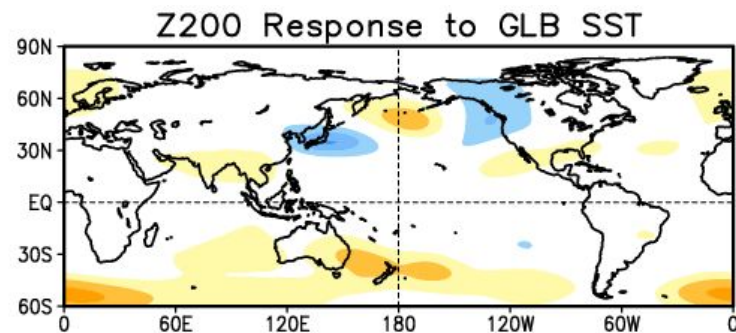 Z200 Response to GLB SST
90N
60N
30N
EQ
30S
60S
0 60E 120E 180 120W 60W 0